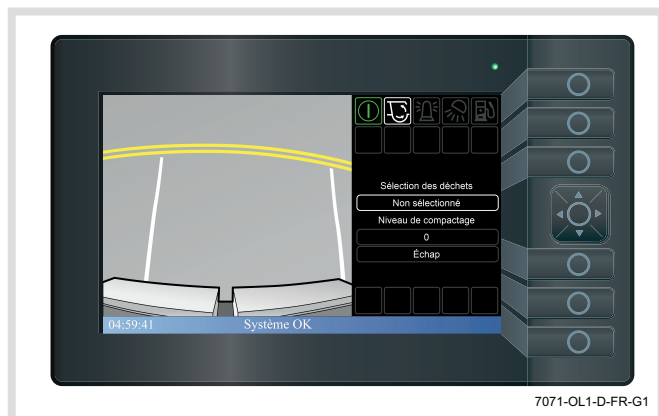 Sélection des déchets
Non sélectionné
Niveau de compactage
0
Échap
04:59:41 Système OK
7071-OL1-D-FR-G1